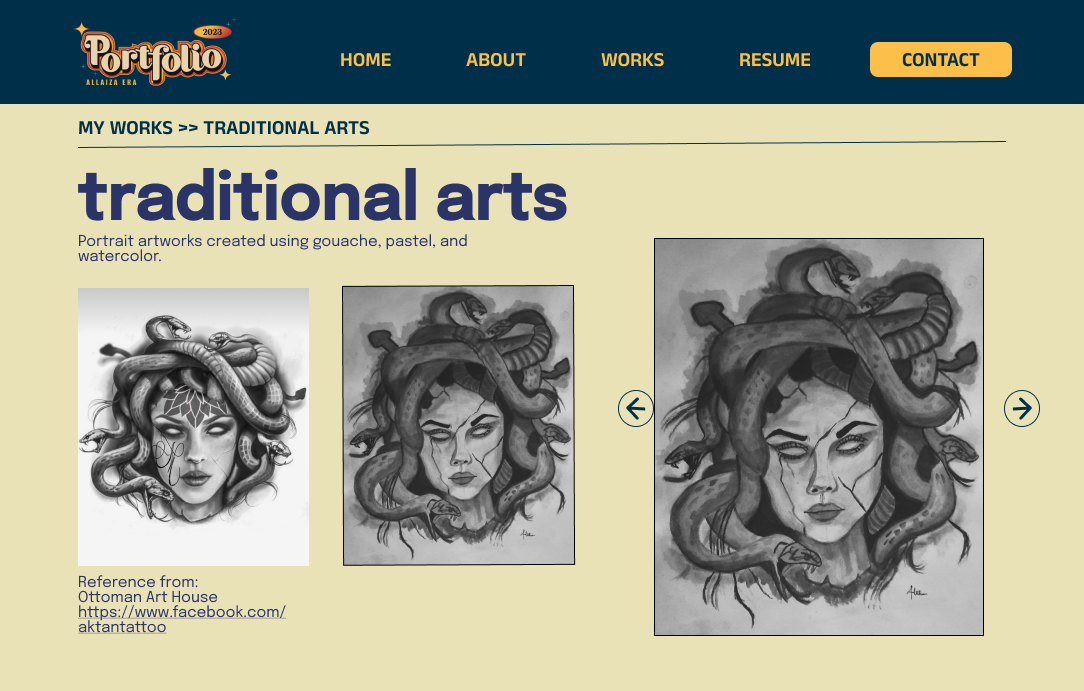 2023
Portfolio
ALLAIZA ERA
HOME ABOUT WORKS RESUME CONTACT
MY WORKS >> TRADITIONAL ARTS
traditional arts
Portrait artworks created using gouache, pastel, and
watercolor.
Reference from:
Ottoman Art House
https://www.facebook.com/
aktantattoo